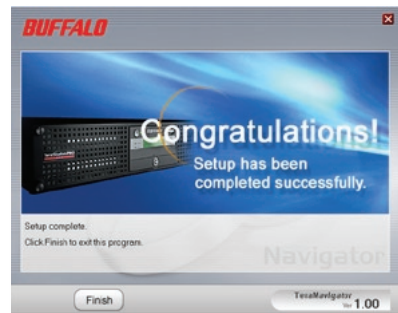 BUFFALO
Congratulations!
Setup has been
completed successfully.
Setup complete.
Click Finish to exit this program.
Navigator
Finish
TeraNavigator
Ver 1.00